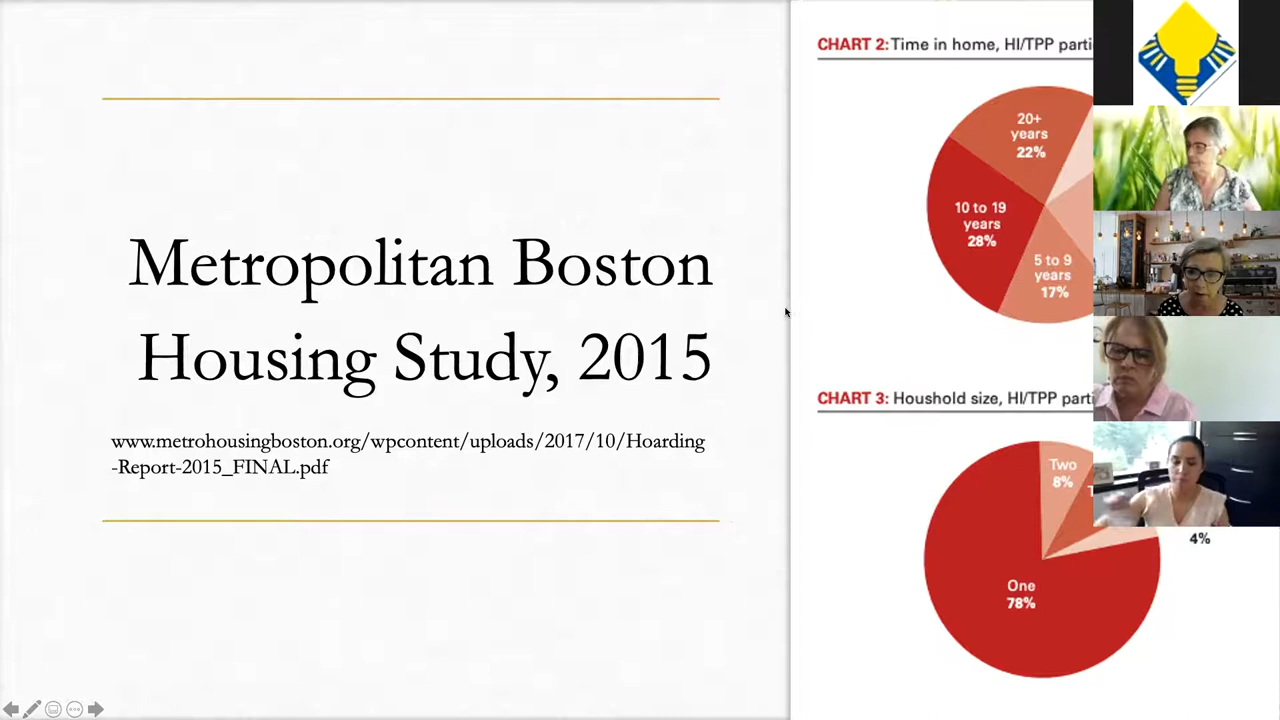 Metropolitan Boston
Housing Study, 2015
www.metrohousingboston.org/wpcontent/uploads/2017/10/Hoarding
-Report-2015_FINAL.pdf
CHART 2: Time in home, HI/TPP
20+
years
22%
10 to 19
years
28%
5 to 9
years
17%
CHART 3: Houshold size, HI/TPP
Two
8%
4%
One
78%